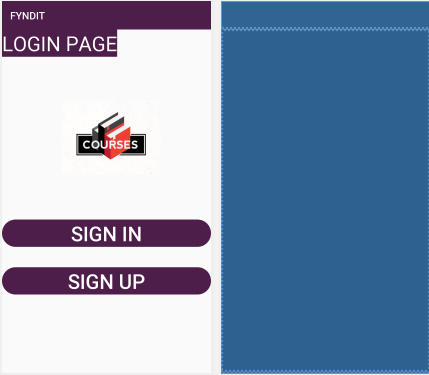 FYNDIT
LOGIN PAGE
COURSES
SIGN IN
SIGN UP